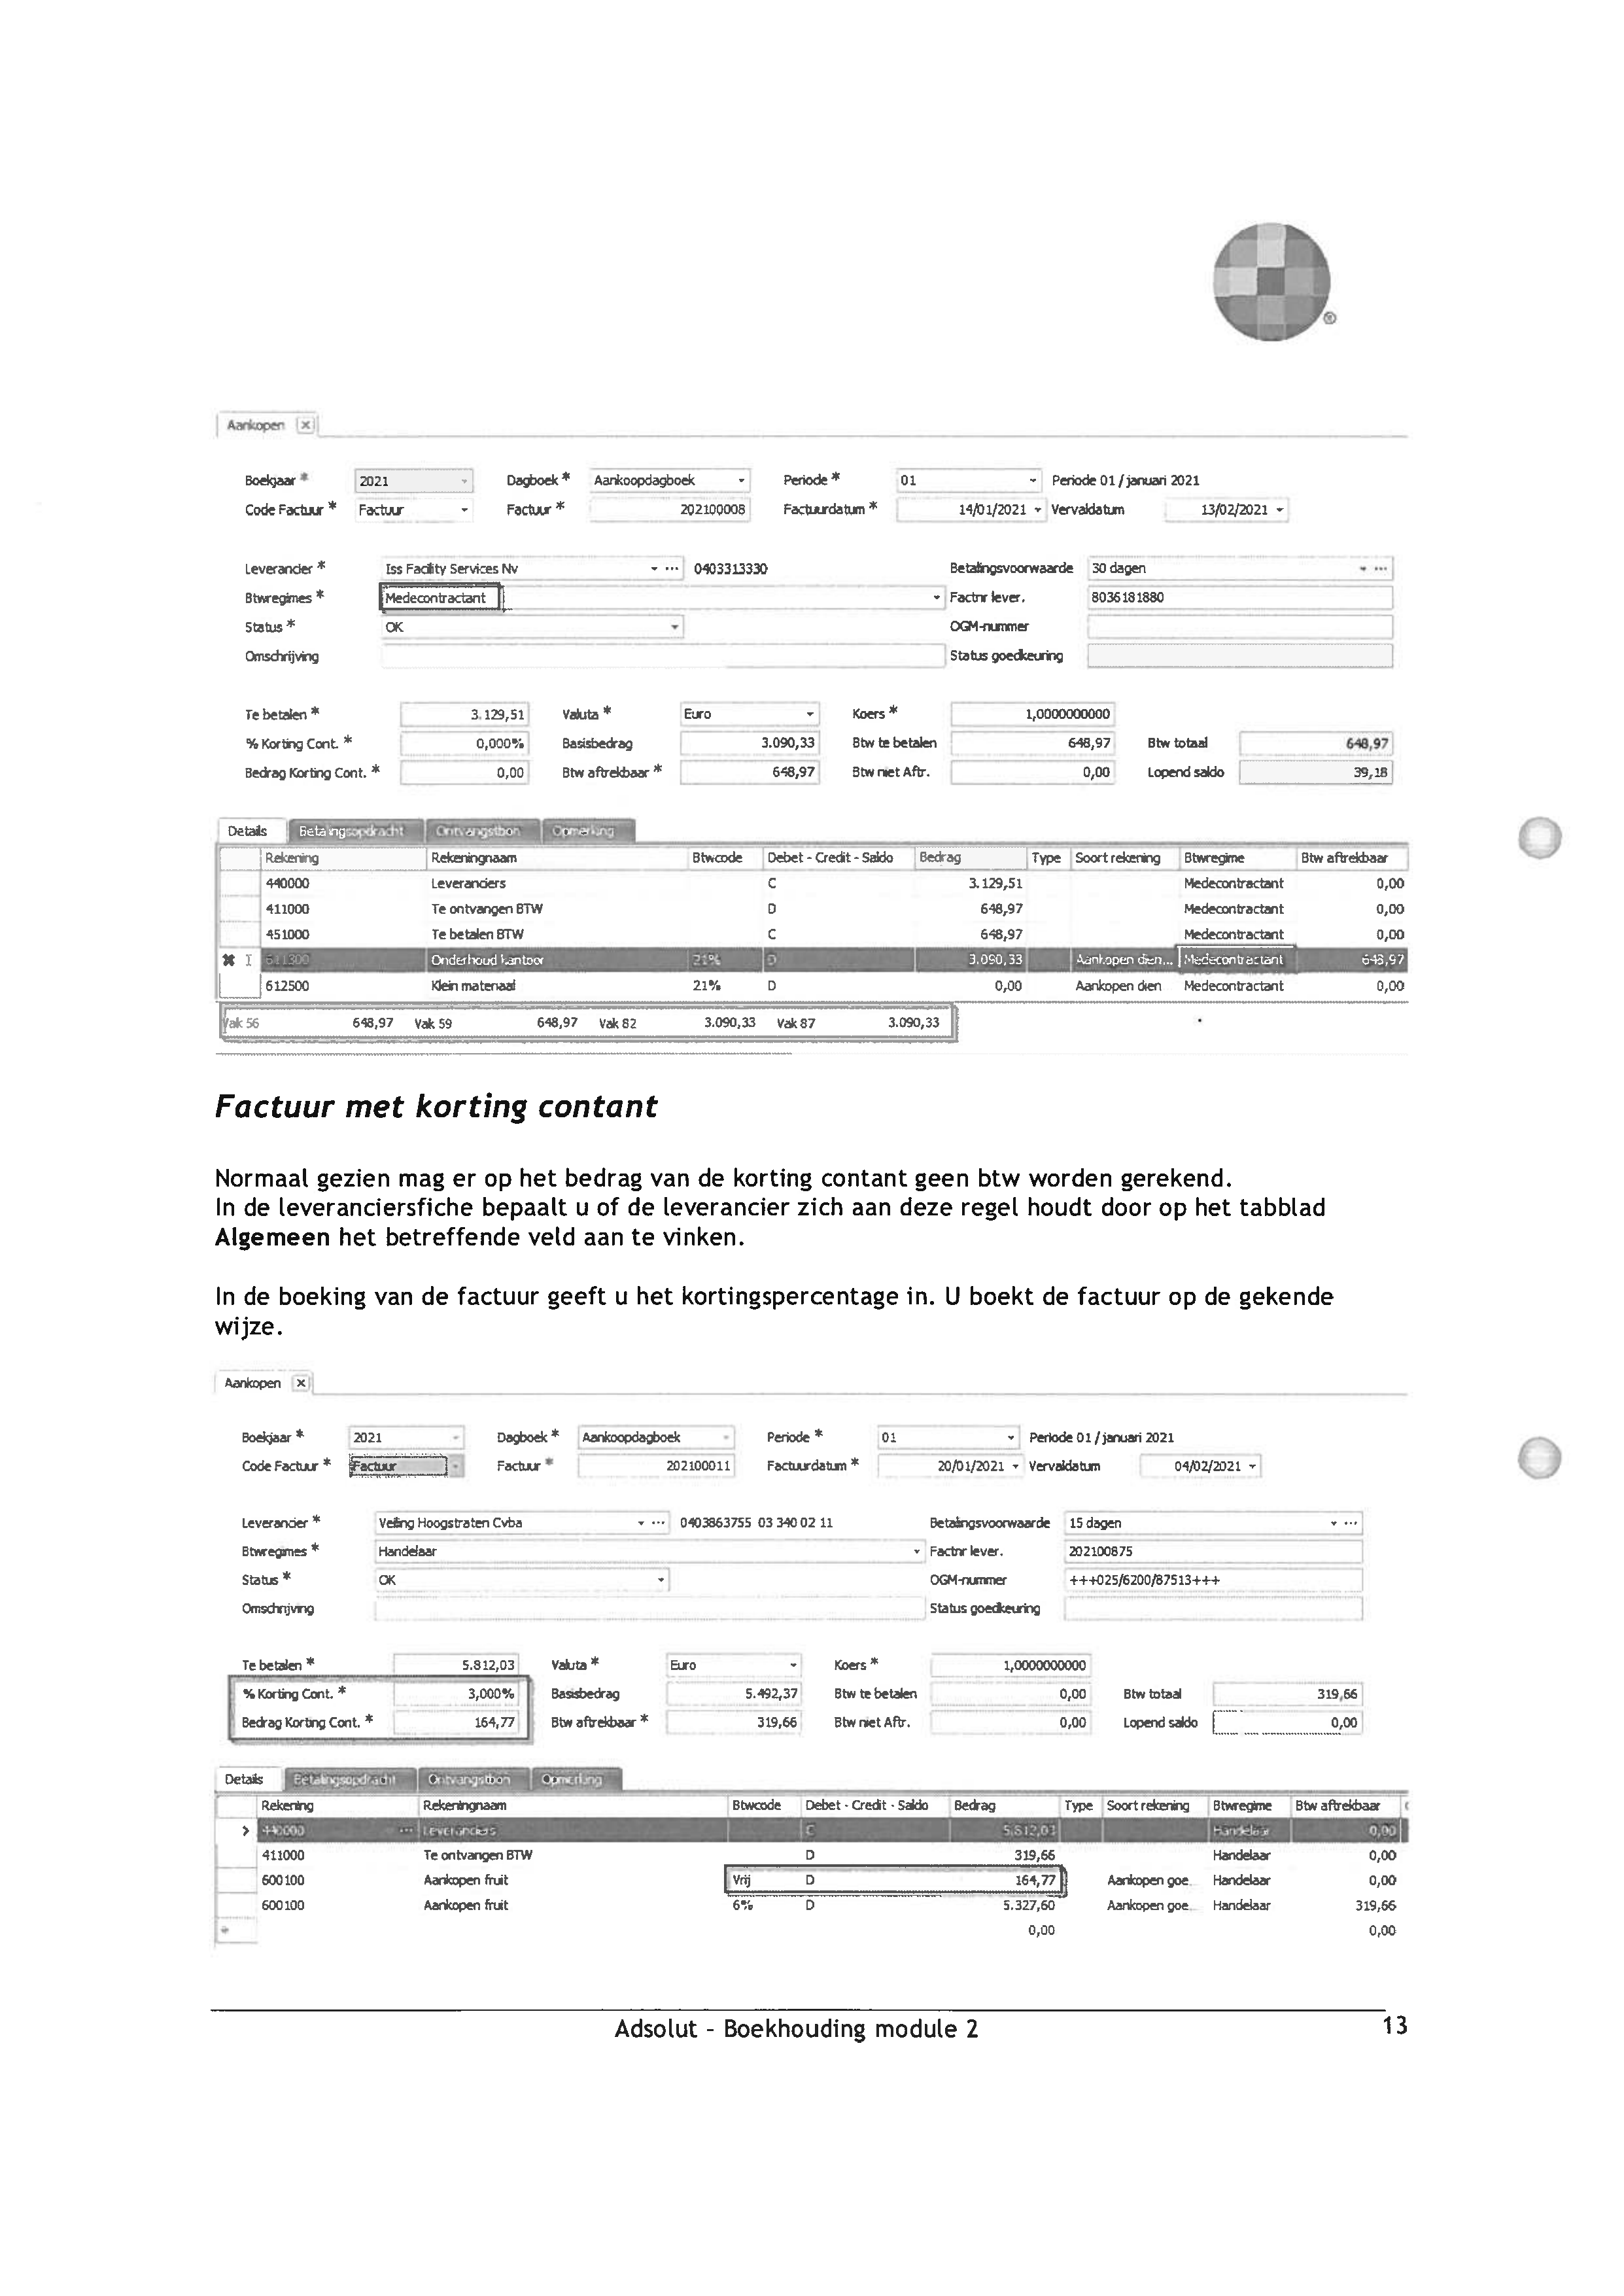 ®
Aankopen
Boekjaar * 2021 Dagboek * Aankoopdagboek Periode * 01 Periode 01 / januari 2021
Code Factuur * Factuur Factuur * 202100008 Factuurdatum * 14/01/2021 Vervaldatum 13/02/2021
Leverancier * Iss Facility Services Nv 0403313330 Betalingsvoorwaarde 30 dagen
Btwregimes * Medecontractant Factnr lever. 8036181880
Status * OK OGM-nummer
Omschrijving Status goedkeuring
Te betalen * 3.129,51 Valuta * Euro Koers * 1,0000000000
% Korting Cont. * 0,000% Basisbedrag 3.090,33 Btw te betalen 648,97 Btw totaal 648,97
Bedrag Korting Cont. * 0,00 Btw aftrekbaar * 648,97 Btw niet Aftr. 0,00 Lopend saldo 39,18
Details Betalingsopdracht Ontvangstbon Opmerking
Rekening Rekeningnaam Btwcode Debet - Credit - Saldo Bedrag Type Soort rekening Btwregime Btw aftrekbaar
440000 Leveranciers C 3.129,51 Medecontractant 0,00
411000 Te ontvangen BTW D 648,97 Medecontractant 0,00
451000 Te betalen BTW C 648,97 Medecontractant 0,00
611300 Onderhoud kantoor 21% D 3.090,33 Aankopen dien... Medecontractant 648,97
612500 Klein materiaal 21% D 0,00 Aankopen dien Medecontractant 0,00
Vak 56 648,97 Vak 59 648,97 Vak 82 3.090,33 Vak 87 3.090,33
Factuur met korting contant
Normaal gezien mag er op het bedrag van de korting contant geen btw worden gerekend.
In de leveranciersfiche bepaalt u of de leverancier zich aan deze regel houdt door op het tabblad
Algemeen het betreffende veld aan te vinken.
In de boeking van de factuur geeft u het kortingspercentage in. U boekt de factuur op de gekende
wijze.
Aankopen
Boekjaar * 2021 Dagboek * Aankoopdagboek Periode * 01 Periode 01 / januari 2021
Code Factuur * Factuur Factuur * 202100011 Factuurdatum * 20/01/2021 Vervaldatum 04/02/2021
Leverancier * Veiling Hoogstraten Cvba 0403863755 03 340 02 11 Betalingsvoorwaarde 15 dagen
Btwregimes * Handelaar Factnr lever. 202100875
Status * OK OGM-nummer +++025/6200/87513+++
Omschrijving Status goedkeuring
Te betalen * 5.812,03 Valuta * Euro Koers * 1,0000000000
% Korting Cont. * 3,000% Basisbedrag 5.492,37 Btw te betalen 0,00 Btw totaal 319,66
Bedrag Korting Cont. * 164,77 Btw aftrekbaar * 319,66 Btw niet Aftr. 0,00 Lopend saldo 0,00
Details Betalingsopdracht Ontvangstbon Opmerking
Rekening Rekeningnaam Btwcode Debet - Credit - Saldo Bedrag Type Soort rekening Btwregime Btw aftrekbaar
440000 Leveranciers C 5.812,03 Handelaar 0,00
411000 Te ontvangen BTW D 319,66 Handelaar 0,00
600100 Aankopen fruit Vrij D 164,77 Aankopen goe... Handelaar 0,00
600100 Aankopen fruit 6% D 5.327,60 Aankopen goe... Handelaar 319,66
0,00 0,00
Adsolut - Boekhouding module 2 13